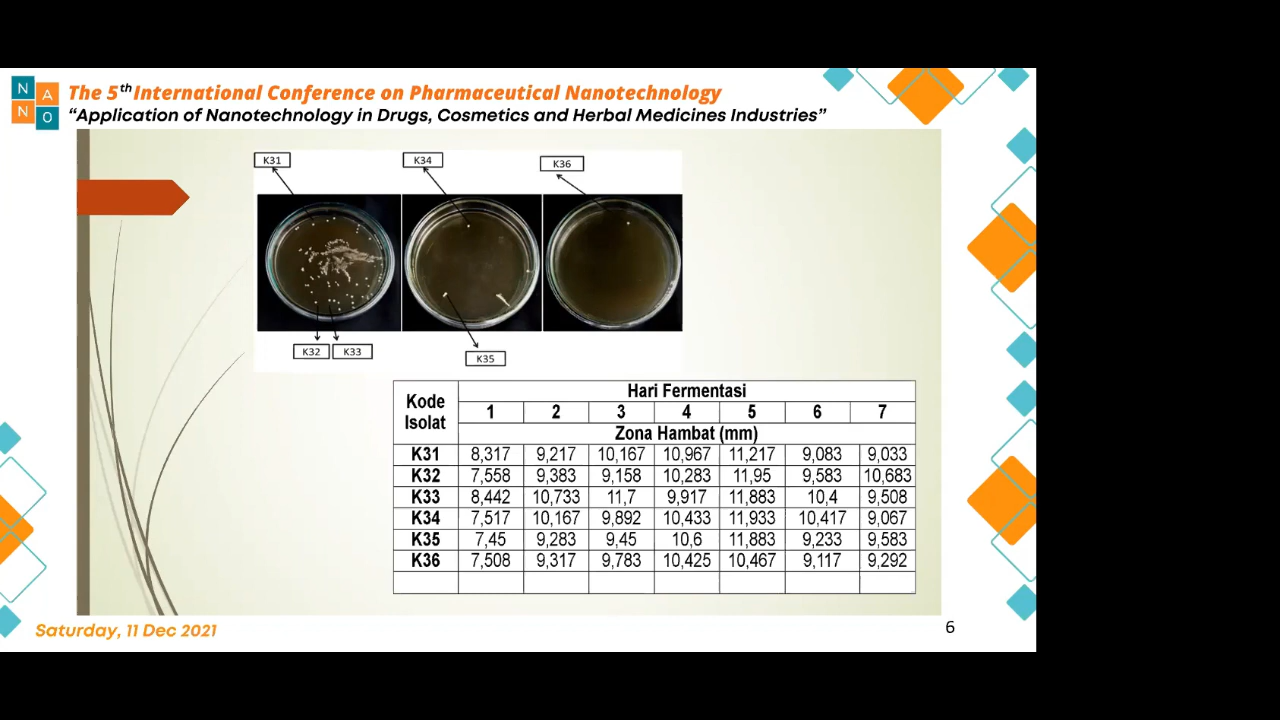 N A
N O
The 5th International Conference on Pharmaceutical Nanotechnology
“Application of Nanotechnology in Drugs, Cosmetics and Herbal Medicines Industries”
K31 K34 K36
K32 K33 K35
Kode Isolat Hari Fermentasi
1 2 3 4 5 6 7
Zona Hambat (mm)
K31 8,317 9,217 10,167 10,967 11,217 9,083 9,033
K32 7,558 9,383 9,158 10,283 11,95 9,583 10,683
K33 8,442 10,733 11,7 9,917 11,883 10,4 9,508
K34 7,517 10,167 9,892 10,433 11,933 10,417 9,067
K35 7,45 9,283 9,45 10,6 11,883 9,233 9,583
K36 7,508 9,317 9,783 10,425 10,467 9,117 9,292
Saturday, 11 Dec 2021
6